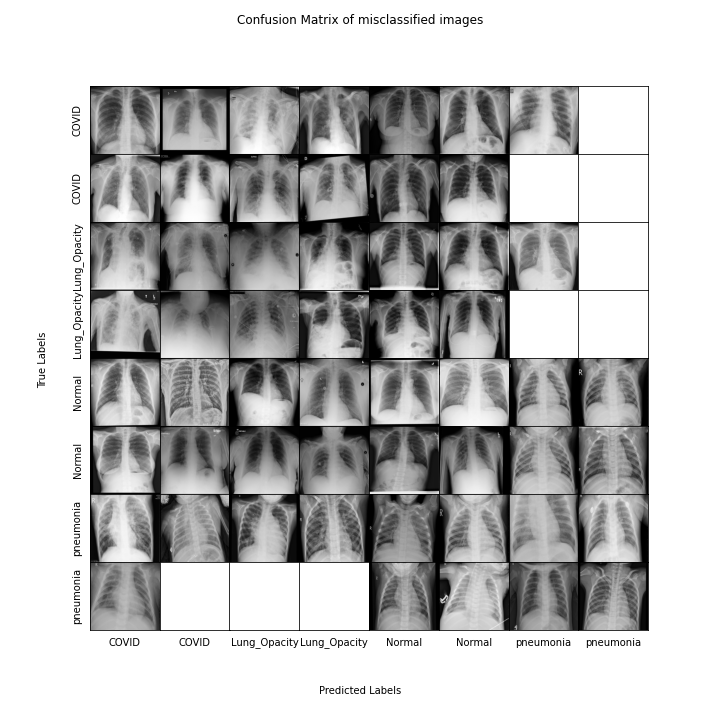 Confusion Matrix of misclassified images
COVID
COVID
Lung_Opacity
Lung_Opacity
Normal
Normal
pneumonia
pneumonia
True Labels
COVID COVID Lung_Opacity Lung_Opacity Normal Normal pneumonia pneumonia
Predicted Labels